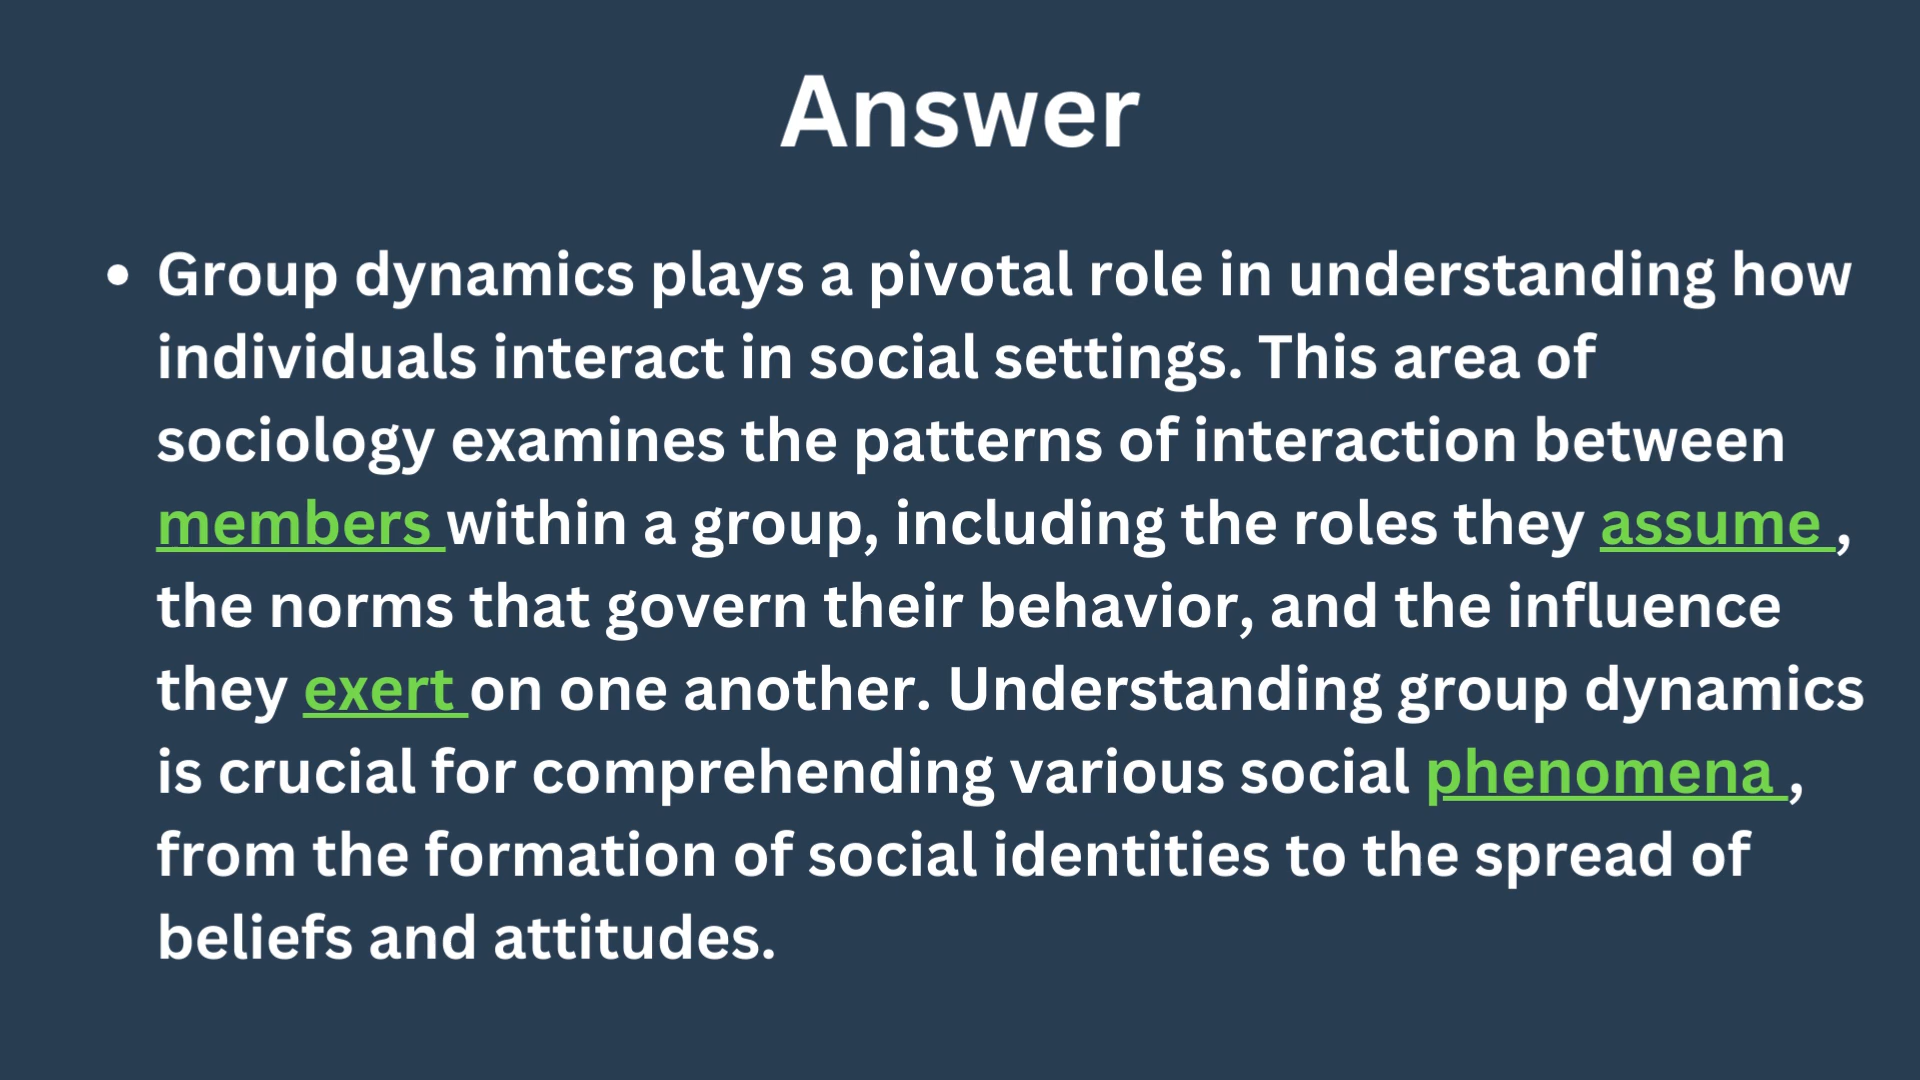 Answer
• Group dynamics plays a pivotal role in understanding how
individuals interact in social settings. This area of
sociology examines the patterns of interaction between
members within a group, including the roles they assume ,
the norms that govern their behavior, and the influence
they exert on one another. Understanding group dynamics
is crucial for comprehending various social phenomena ,
from the formation of social identities to the spread of
beliefs and attitudes.